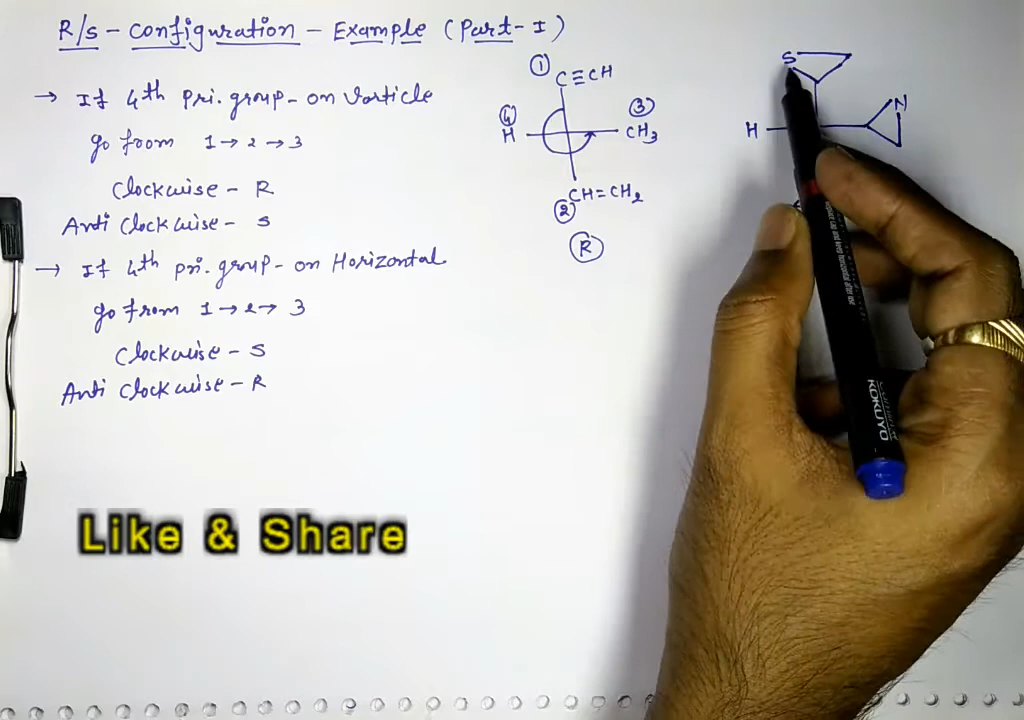 R/s - configuration - Example (Part-I)
→ If 4th pri. group - on Varticle
go from 1 → 2 → 3
Clockwise - R
Anti Clockwise - S
→ If 4th pri. group - on Horizontal
go from 1 → 2 → 3
Clockwise - S
Anti Clockwise - R
① C≡CH
④ H
③ CH3
② CH=CH2
Ⓡ
S
N
H
KOKUYO
Like & Share